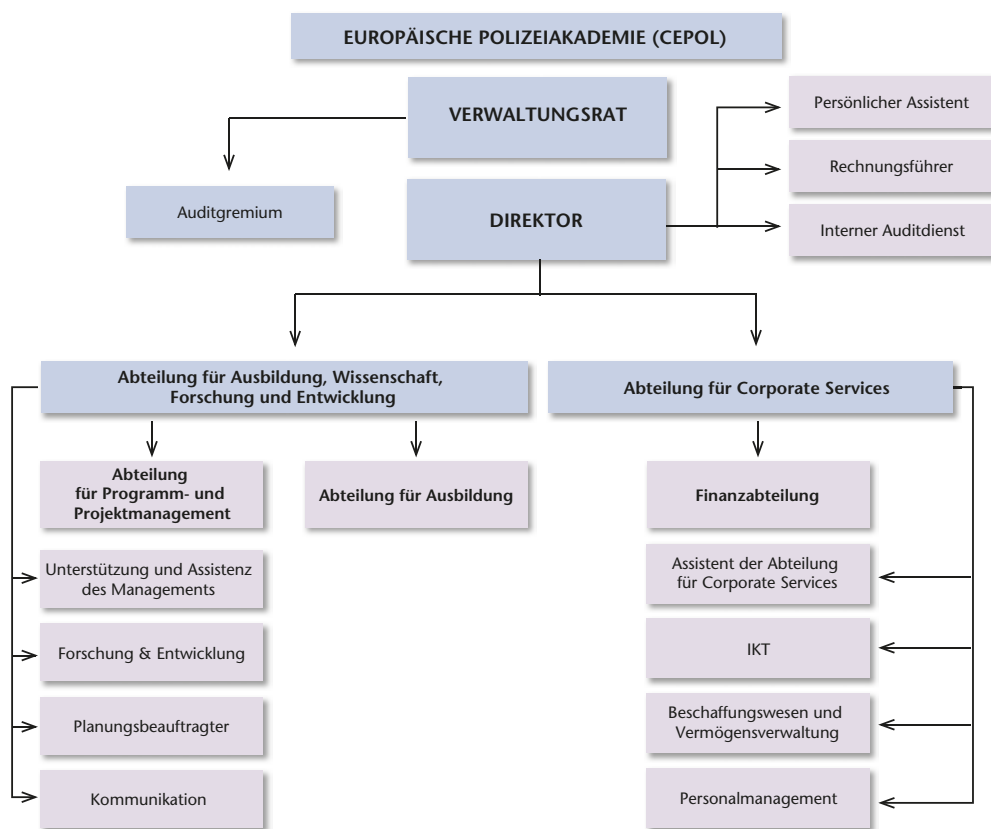 EUROPÄISCHE POLIZEIAKADEMIE (CEPOL)
VERWALTUNGSRAT
Persönlicher Assistent
Rechnungsführer
Auditgremium
DIREKTOR
Interner Auditdienst
Abteilung für Ausbildung, Wissenschaft,
Forschung und Entwicklung
Abteilung für Corporate Services
Abteilung
für Programm- und
Projektmanagement
Abteilung für Ausbildung
Finanzabteilung
Unterstützung und Assistenz
des Managements
Assistent der Abteilung
für Corporate Services
Forschung & Entwicklung
IKT
Planungsbeauftragter
Beschaffungswesen und
Vermögensverwaltung
Kommunikation
Personalmanagement